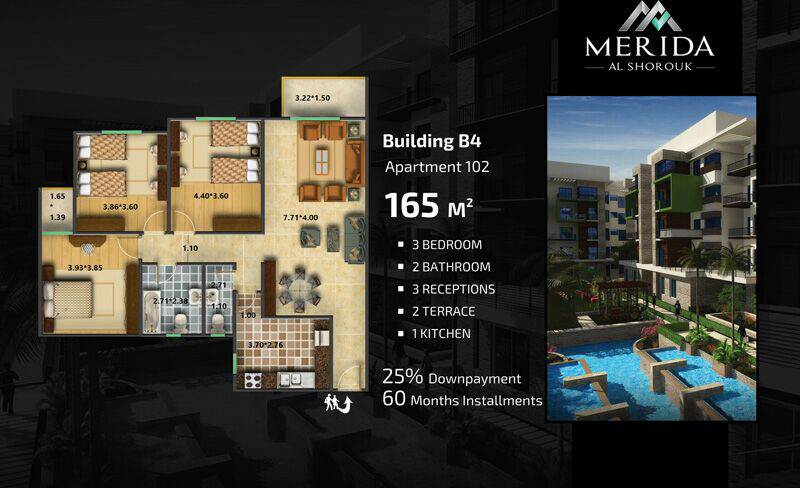 MERIDA
AL SHOROUK
3.22*1.50
Building B4
Apartment 102
165 M²
3 BEDROOM
2 BATHROOM
3 RECEPTIONS
2 TERRACE
1 KITCHEN
25% Downpayment
60 Months Installments
1.65
*
1.39
3.86*3.60
4.40*3.60
7.71*4.00
1.10
3.93*3.85
2.71*2.38
2.71
*
1.10
1.00
3.70*2.76